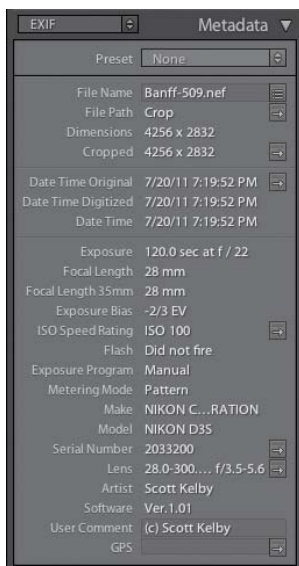 EXIF Metadata
Preset None
File Name Banff-509.nef
File Path Crop
Dimensions 4256 x 2832
Cropped 4256 x 2832
Date Time Original 7/20/11 7:19:52 PM
Date Time Digitized 7/20/11 7:19:52 PM
Date Time 7/20/11 7:19:52 PM
Exposure 120.0 sec at f / 22
Focal Length 28 mm
Focal Length 35mm 28 mm
Exposure Bias -2/3 EV
ISO Speed Rating ISO 100
Flash Did not fire
Exposure Program Manual
Metering Mode Pattern
Make NIKON C...RATION
Model NIKON D3S
Serial Number 2033200
Lens 28.0-300.... f/3.5-5.6
Artist Scott Kelby
Software Ver.1.01
User Comment (c) Scott Kelby
GPS